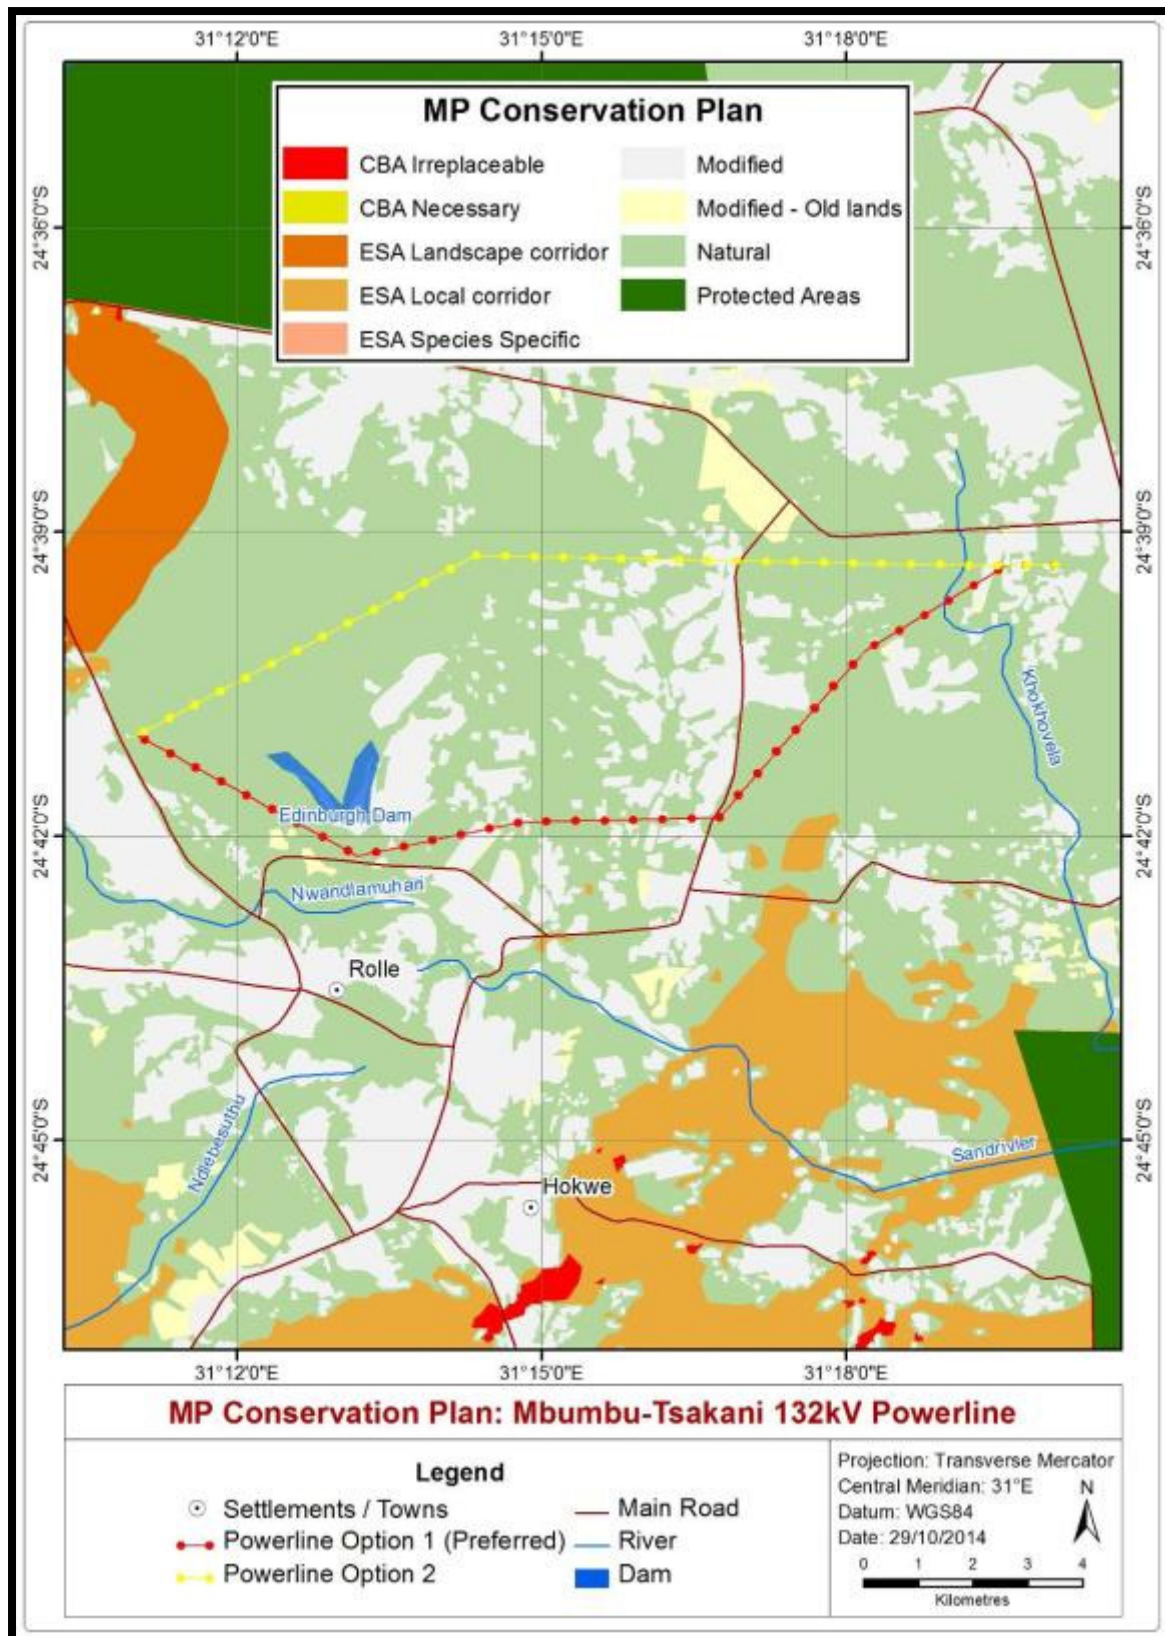 31°12'0"E 31°15'0"E 31°18'0"E
MP Conservation Plan
CBA Irreplaceable
CBA Necessary
ESA Landscape corridor
ESA Local corridor
ESA Species Specific
Modified
Modified - Old lands
Natural
Protected Areas
24°36'0"S 24°36'0"S
24°39'0"S 24°39'0"S
Khokhovela
Edinburgh Dam
24°42'0"S 24°42'0"S
Nwandlamuhari
Rolle
Ndlebesuthu
24°45'0"S 24°45'0"S
Sandrivier
Hokwe
31°12'0"E 31°15'0"E 31°18'0"E
MP Conservation Plan: Mbumbu-Tsakani 132kV Powerline
Legend
Settlements / Towns
Powerline Option 1 (Preferred)
Powerline Option 2
Main Road
River
Dam
Projection: Transverse Mercator
Central Meridian: 31°E
Datum: WGS84
Date: 29/10/2014
N
0 1 2 3 4
Kilometres